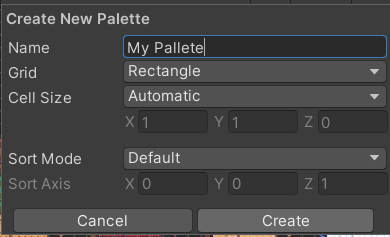 Create New Palette
Name My Pallete
Grid Rectangle
Cell Size Automatic
X 1 Y 1 Z 0
Sort Mode Default
Sort Axis X 0 Y 0 Z 1
Cancel Create